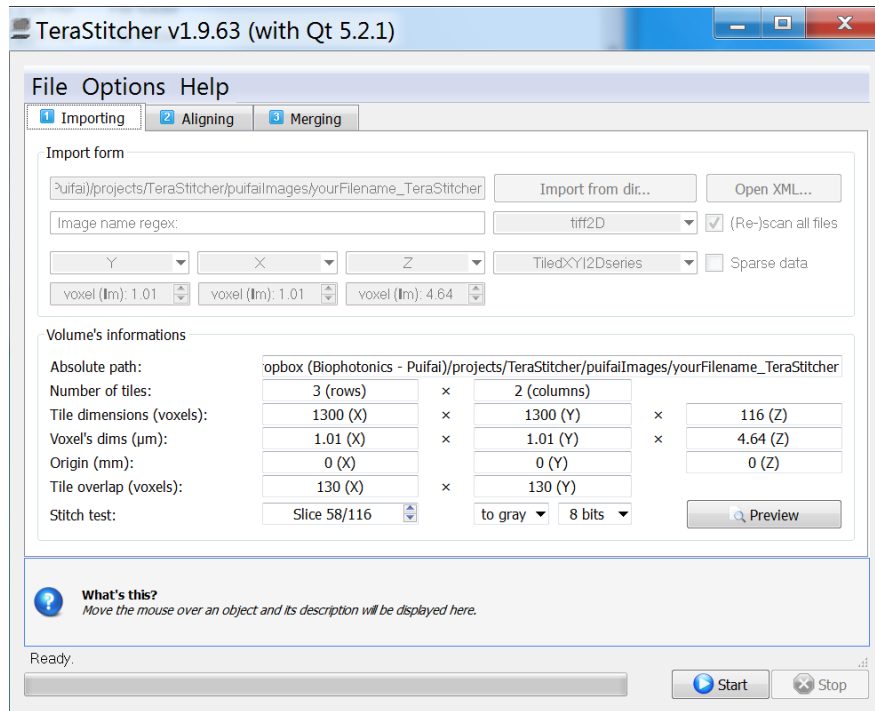 TeraStitcher v1.9.63 (with Qt 5.2.1)
File Options Help
1 Importing 2 Aligning 3 Merging
Import form
Puifai)/projects/TeraStitcher/puifaiImages/yourFilename_TeraStitcher Import from dir... Open XML...
Image name regex: tiff2D (Re-)scan all files
Y X Z TiledXY|2Dseries Sparse data
voxel (lm): 1.01 voxel (lm): 1.01 voxel (lm): 4.64
Volume's informations
Absolute path: opbox (Biophotonics - Puifai)/projects/TeraStitcher/puifaiImages/yourFilename_TeraStitcher
Number of tiles: 3 (rows) × 2 (columns)
Tile dimensions (voxels): 1300 (X) × 1300 (Y) × 116 (Z)
Voxel's dims (µm): 1.01 (X) × 1.01 (Y) × 4.64 (Z)
Origin (mm): 0 (X) 0 (Y) 0 (Z)
Tile overlap (voxels): 130 (X) × 130 (Y)
Stitch test: Slice 58/116 to gray 8 bits Preview
What's this?
Move the mouse over an object and its description will be displayed here.
Ready.
Start Stop